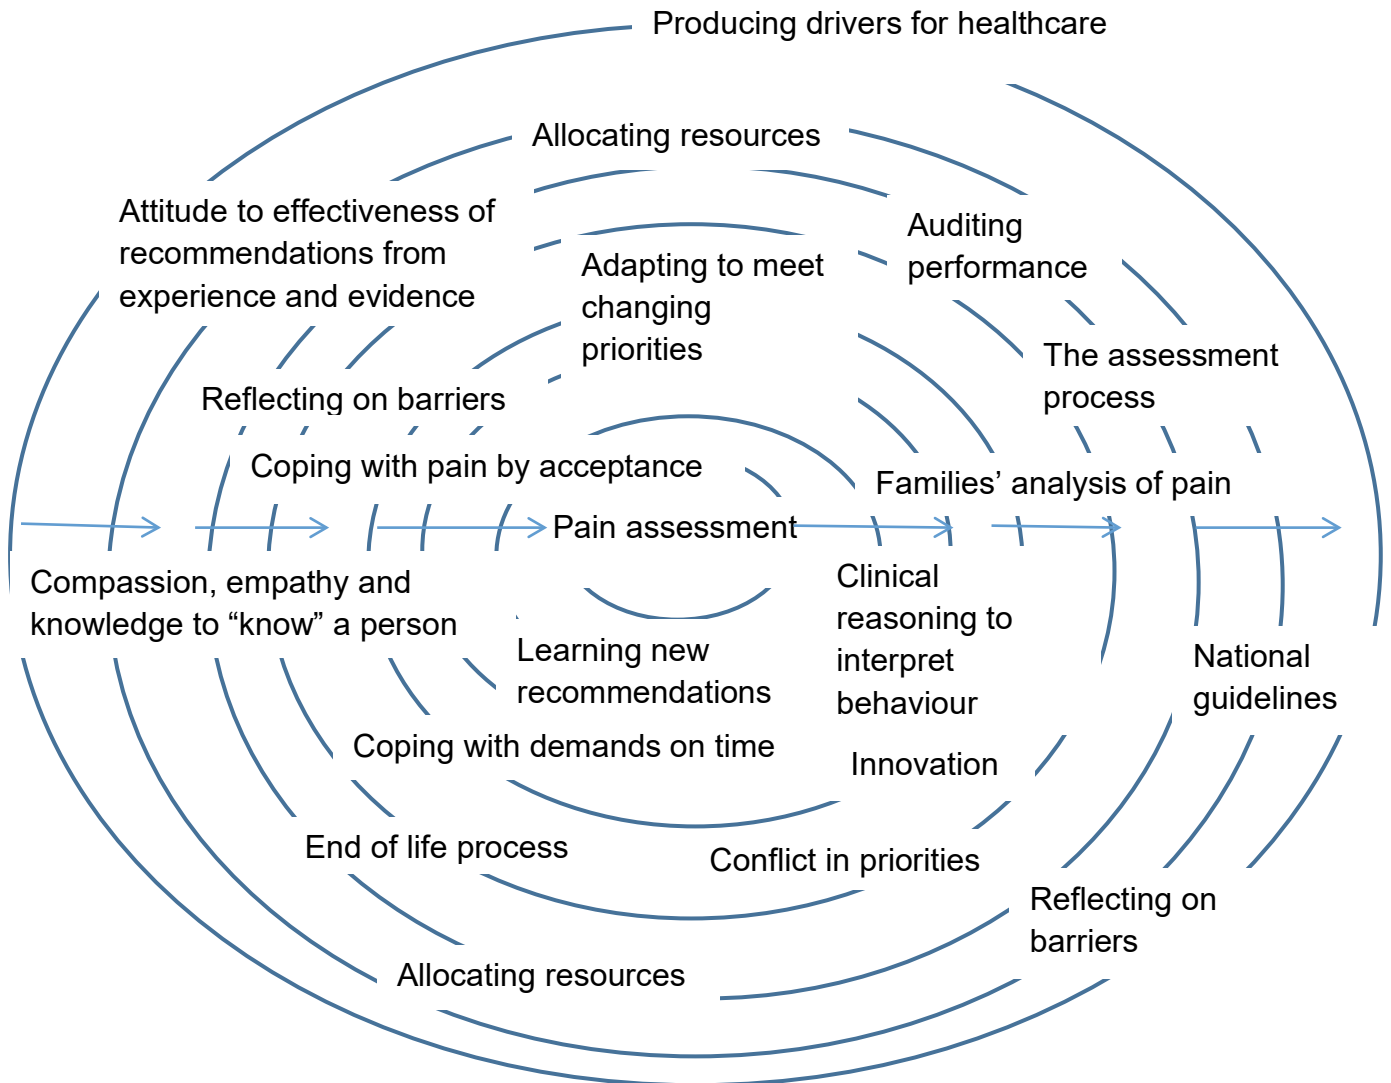 Producing drivers for healthcare
Allocating resources
Attitude to effectiveness of
recommendations from
experience and evidence
Auditing
performance
Adapting to meet
changing
priorities
The assessment
process
Reflecting on barriers
Coping with pain by acceptance
Families’ analysis of pain
Pain assessment
Compassion, empathy and
knowledge to “know” a person
Clinical
reasoning to
interpret
behaviour
Learning new
recommendations
National
guidelines
Coping with demands on time
Innovation
End of life process
Conflict in priorities
Reflecting on
barriers
Allocating resources